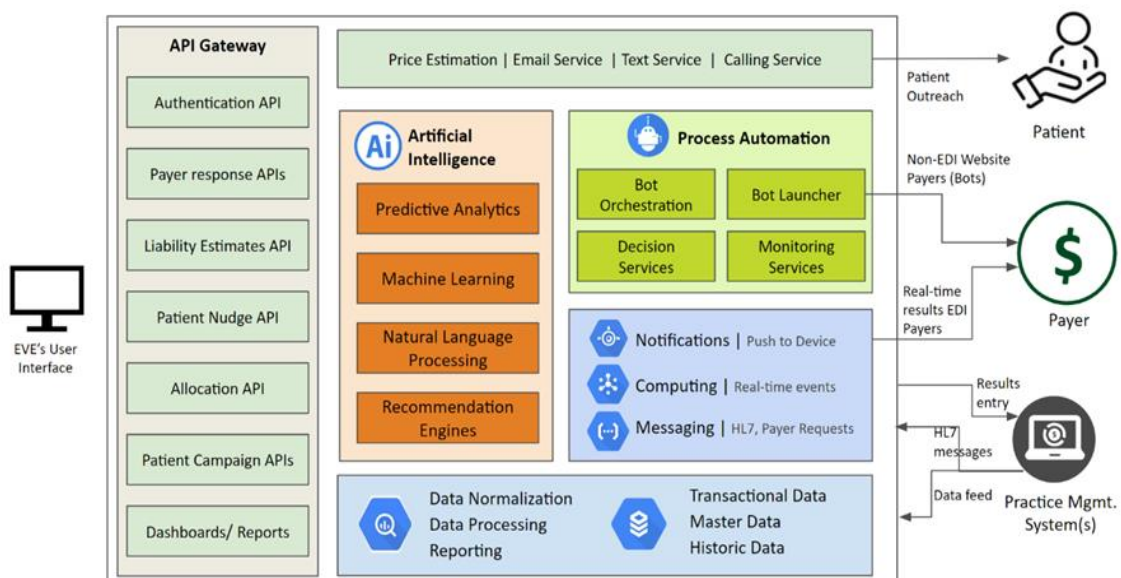 API Gateway
Authentication API
Payer response APIs
Liability Estimates API
Patient Nudge API
Allocation API
Patient Campaign APIs
Dashboards/ Reports
EVE's User
Interface
Price Estimation | Email Service | Text Service | Calling Service
Ai
Artificial
Intelligence
Predictive Analytics
Machine Learning
Natural Language
Processing
Recommendation
Engines
Process Automation
Bot
Orchestration
Bot Launcher
Decision
Services
Monitoring
Services
Notifications | Push to Device
Computing | Real-time events
Messaging | HL7, Payer Requests
Data Normalization
Data Processing
Reporting
Transactional Data
Master Data
Historic Data
Patient
Outreach
Patient
Non-EDI Website
Payers (Bots)
$
Real-time
results EDI
Payers
Payer
Results
entry
HL7
messages
Data feed
Practice Mgmt.
System(s)